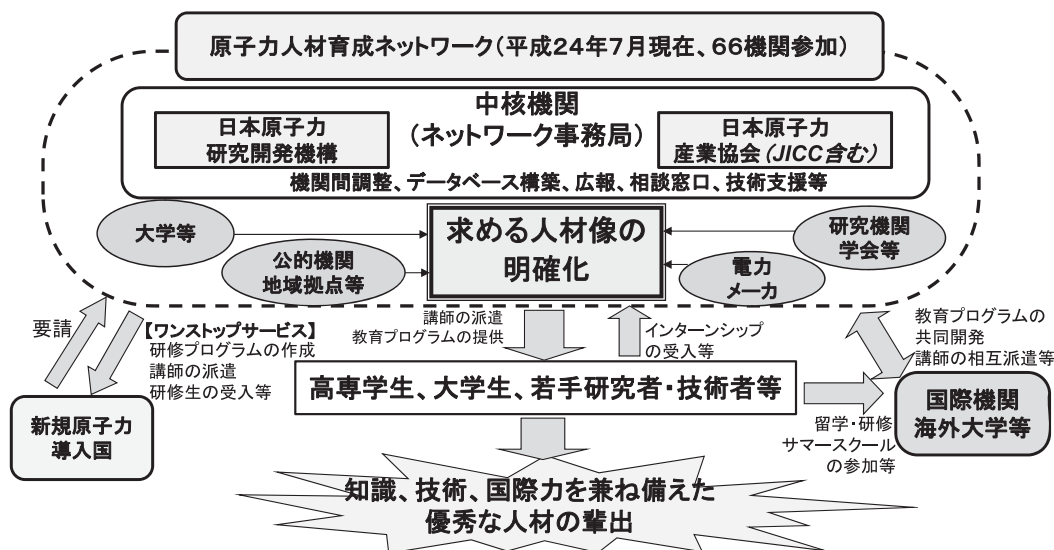 原子力人材育成ネットワーク（平成24年7月現在、66機関参加）
中核機関
（ネットワーク事務局）
日本原子力
研究開発機構
日本原子力
産業協会（JICC含む）
機関間調整、データベース構築、広報、相談窓口、技術支援等
大学等
公的機関
地域拠点等
求める人材像の
明確化
研究機関
学会等
電力
メーカ
要請
【ワンストップサービス】
研修プログラムの作成
講師の派遣
研修生の受入等
講師の派遣
教育プログラムの提供
インターンシップ
の受入等
教育プログラムの
共同開発
講師の相互派遣等
新規原子力
導入国
高専学生、大学生、若手研究者・技術者等
留学・研修
サマースクール
の参加等
国際機関
海外大学等
知識、技術、国際力を兼ね備えた
優秀な人材の輩出